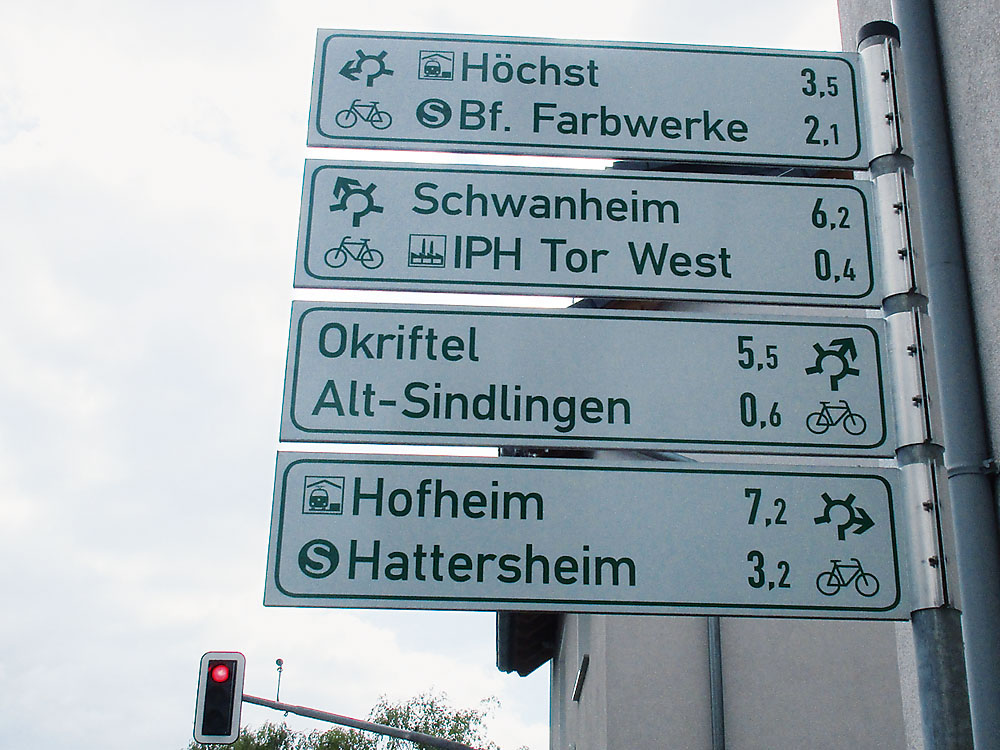 Höchst 3,5
S Bf. Farbwerke 2,1
Schwanheim 6,2
IPH Tor West 0,4
Okriftel 5,5
Alt-Sindlingen 0,6
Hofheim 7,2
S Hattersheim 3,2